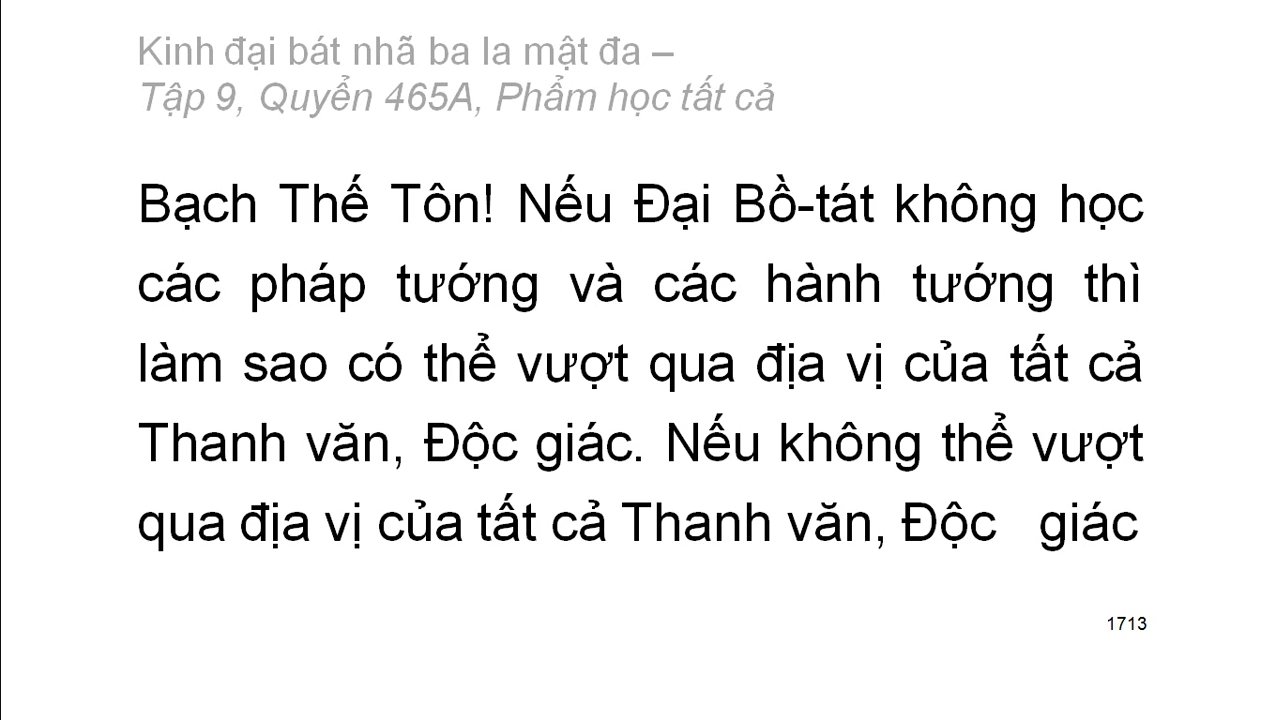 Kinh đại bát nhã ba la mật đa –
Tập 9, Quyển 465A, Phẩm học tất cả
Bạch Thế Tôn! Nếu Đại Bồ-tát không học
các pháp tướng và các hành tướng thì
làm sao có thể vượt qua địa vị của tất cả
Thanh văn, Độc giác. Nếu không thể vượt
qua địa vị của tất cả Thanh văn, Độc giác
1713